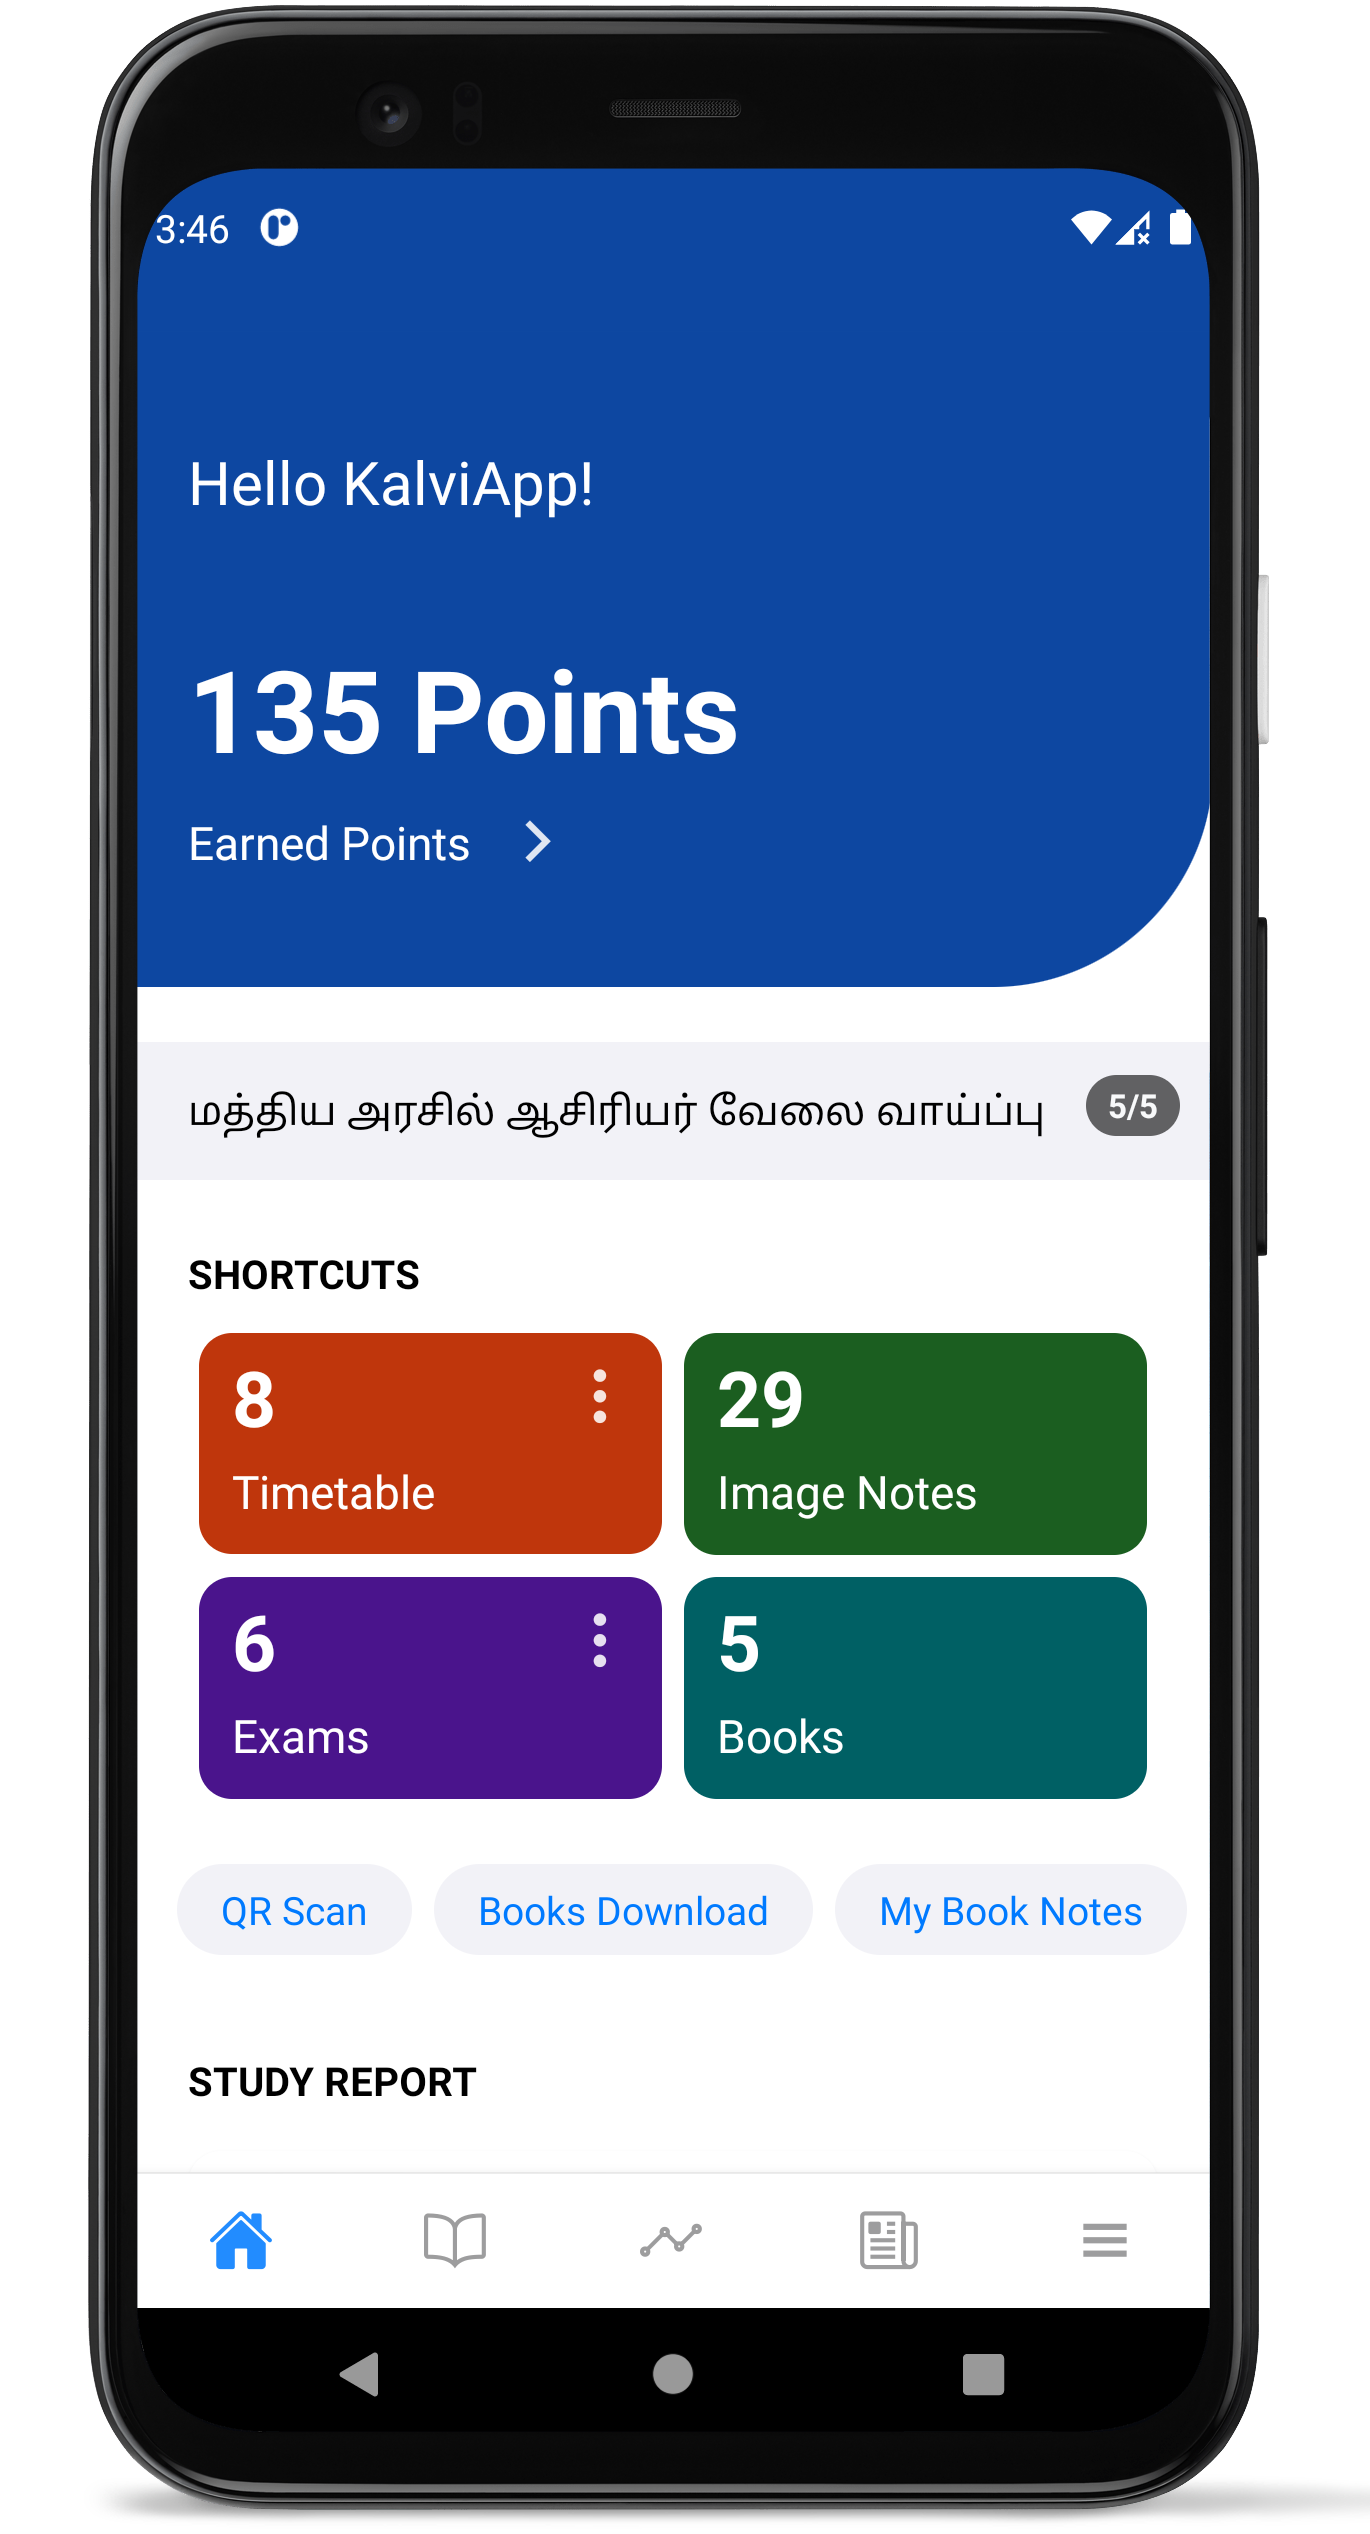 3:46
Hello KalviApp!
135 Points
Earned Points
மத்திய அரசில் ஆசிரியர் வேலை வாய்ப்பு 5/5
SHORTCUTS
8
Timetable
29
Image Notes
6
Exams
5
Books
QR Scan
Books Download
My Book Notes
STUDY REPORT